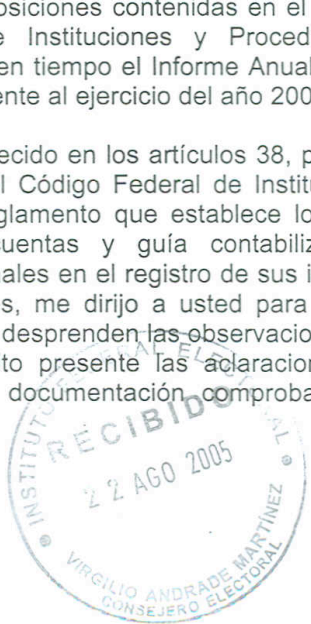 osiciones contenidas en el
e Instituciones y Proced
en tiempo el Informe Anual
ente al ejercicio del año 200
ecido en los artículos 38, p
l Código Federal de Institu
glamento que establece lo
uentas y guía contabiliz
nales en el registro de sus i
s, me dirijo a usted para
desprenden las observacio
to presente las aclaracion
documentación comproba
INSTITUTO FEDERAL ELECTORAL
RECIBIDO
22 AGO 2005
VIRGILIO ANDRADE MARTINEZ
CONSEJERO ELECTORAL